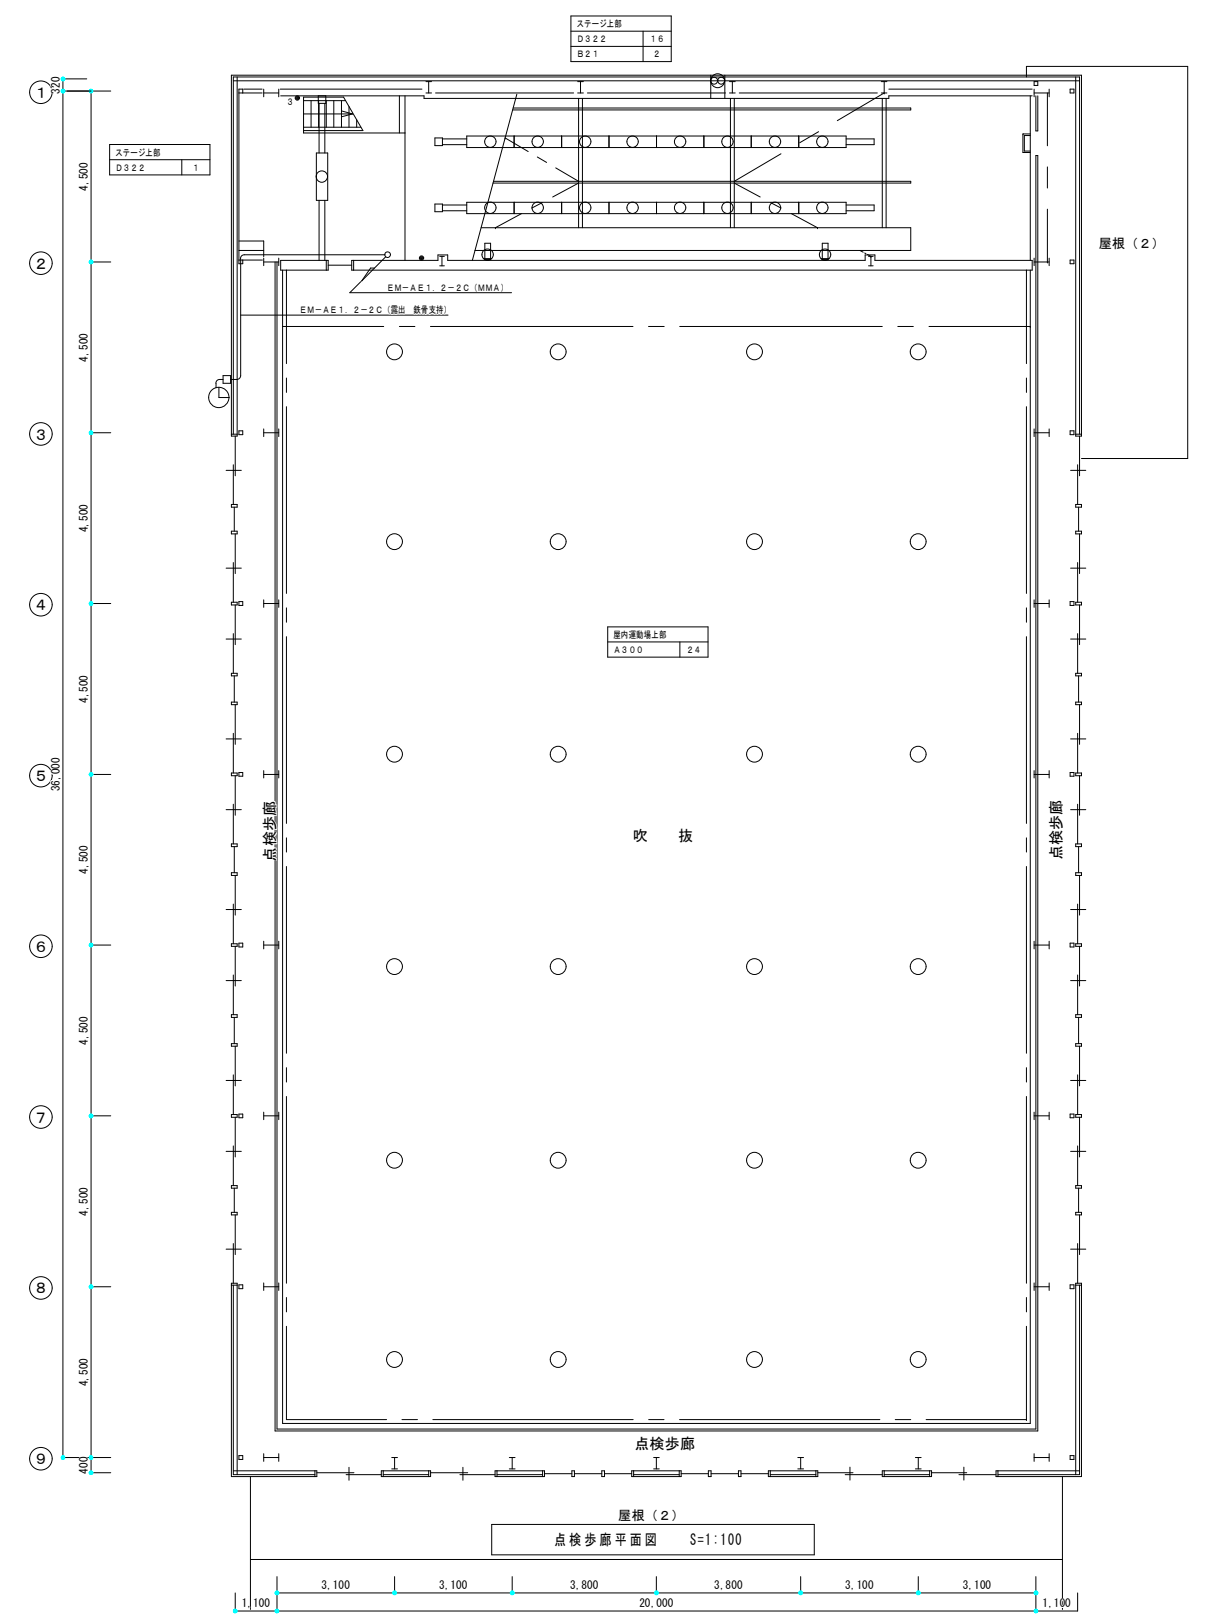 ステージ上部
D322 16
B21 2
320
①
3
ステージ上部
D322 1
4,500
屋根(2)
②
EM-AE1.2-2C(MMA)
EM-AE1.2-2C(露出 鉄骨支持)
4,500
③
4,500
④
屋内運動場上部
A300 24
4,500
⑤
36,000
点検歩廊
吹 抜
点検歩廊
4,500
⑥
4,500
⑦
4,500
⑧
4,500
点検歩廊
⑨
400
屋根(2)
点検歩廊平面図 S=1:100
3,100 3,100 3,800 3,800 3,100 3,100
1,100 20,000 1,100